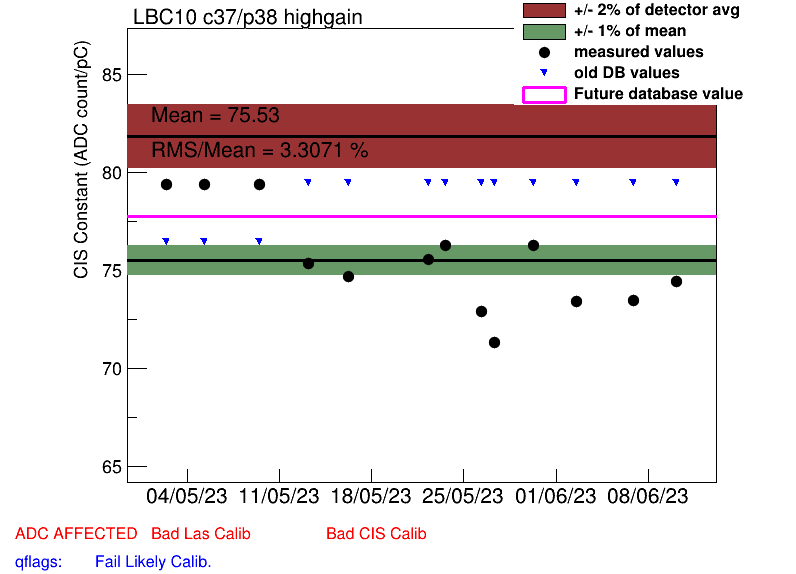 LBC10 c37/p38 highgain
+/- 2% of detector avg
+/- 1% of mean
measured values
old DB values
Future database value
CIS Constant (ADC count/pC)
85
80
75
70
65
Mean = 75.53
RMS/Mean = 3.3071 %
04/05/23 11/05/23 18/05/23 25/05/23 01/06/23 08/06/23
ADC AFFECTED Bad Las Calib Bad CIS Calib
qflags: Fail Likely Calib.